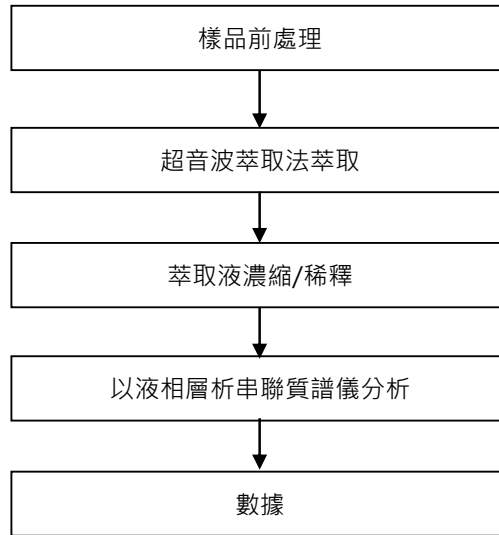 樣品前處理
超音波萃取法萃取
萃取液濃縮/稀釋
以液相層析串聯質譜儀分析
數據